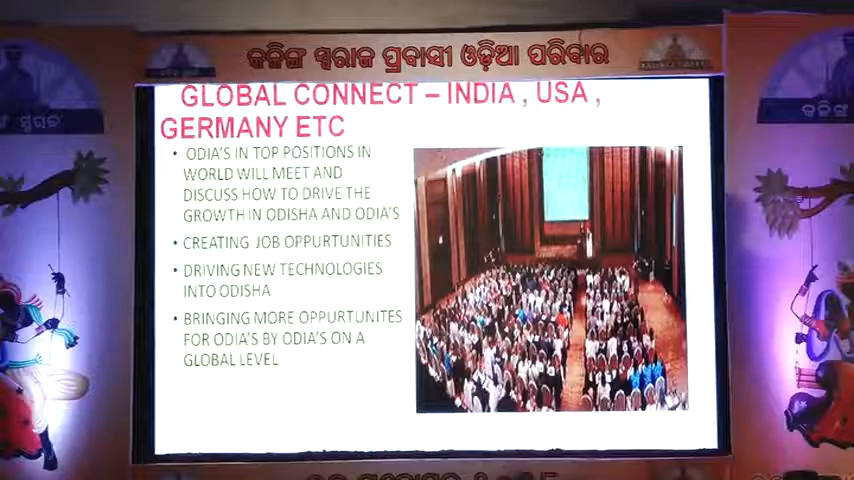 କଳିଙ୍ଗ ସ୍ୱରାଜ ପ୍ରବାସୀ ଓଡ଼ିଆ ପରିବାର
GLOBAL CONNECT – INDIA , USA ,
GERMANY ETC
• ODIA'S IN TOP POSITIONS IN
WORLD WILL MEET AND
DISCUSS HOW TO DRIVE THE
GROWTH IN ODISHA AND ODIA'S
• CREATING JOB OPPURTUNITIES
• DRIVING NEW TECHNOLOGIES
INTO ODISHA
• BRINGING MORE OPPURTUNITES
FOR ODIA'S BY ODIA'S ON A
GLOBAL LEVEL